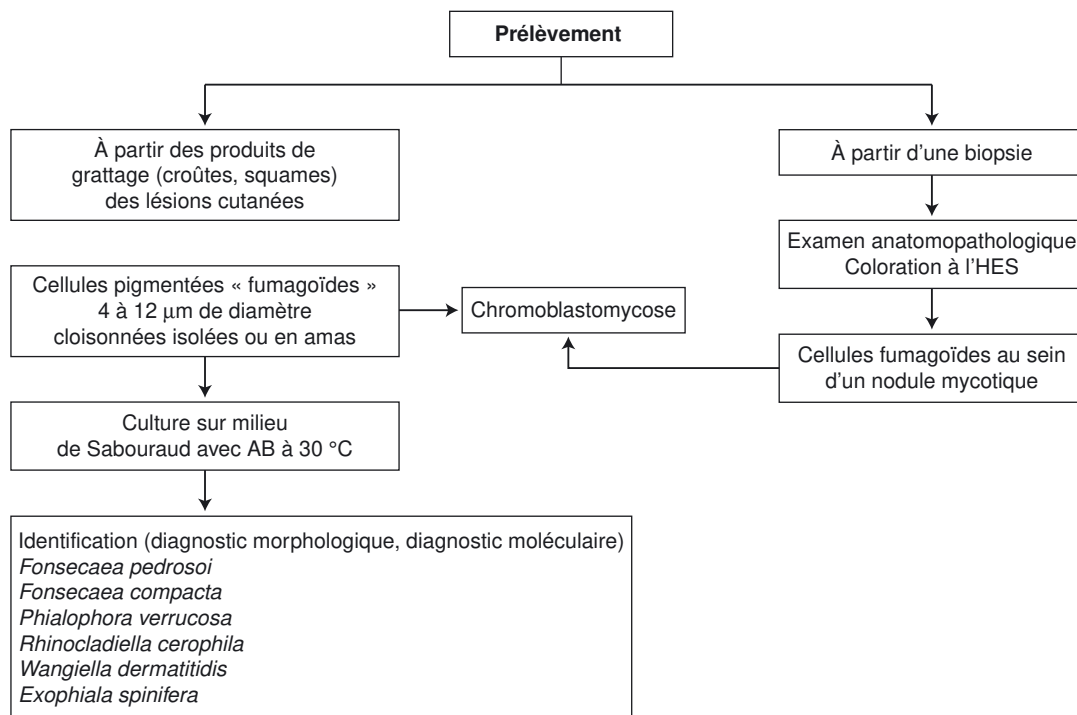 Prélèvement
À partir des produits de
grattage (croûtes, squames)
des lésions cutanées
À partir d’une biopsie
Examen anatomopathologique
Coloration à l’HES
Cellules pigmentées « fumagoïdes »
4 à 12 μm de diamètre
cloisonnées isolées ou en amas
Chromoblastomycose
Cellules fumagoïdes au sein
d’un nodule mycotique
Culture sur milieu
de Sabouraud avec AB à 30 °C
Identification (diagnostic morphologique, diagnostic moléculaire)
Fonsecaea pedrosoi
Fonsecaea compacta
Phialophora verrucosa
Rhinocladiella cerophila
Wangiella dermatitidis
Exophiala spinifera